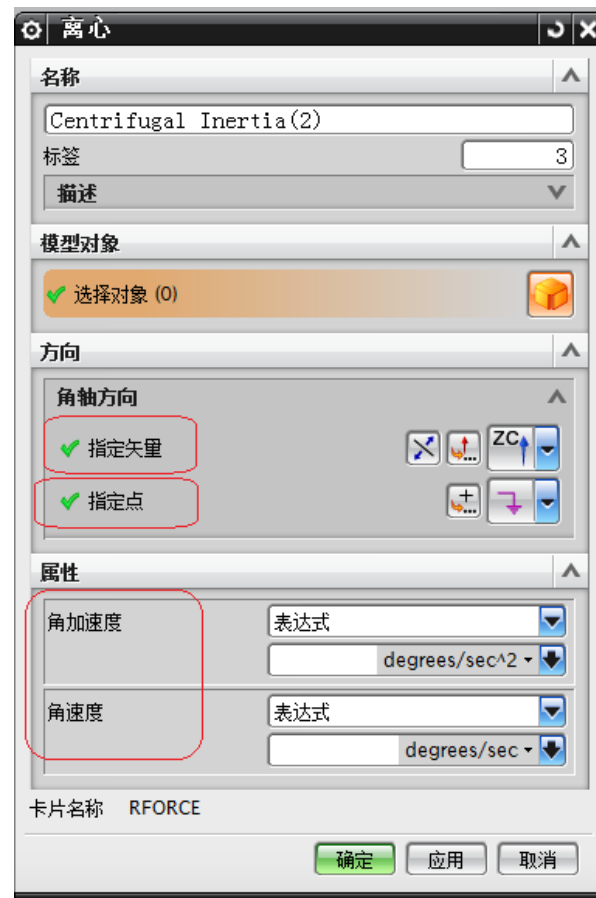 离心
名称
Centrifugal Inertia(2)
标签 3
描述
模型对象
选择对象 (0)
方向
角轴方向
指定矢量 ZC
指定点
属性
角加速度 表达式
degrees/sec^2
角速度 表达式
degrees/sec
卡片名称 RFORCE
确定 应用 取消